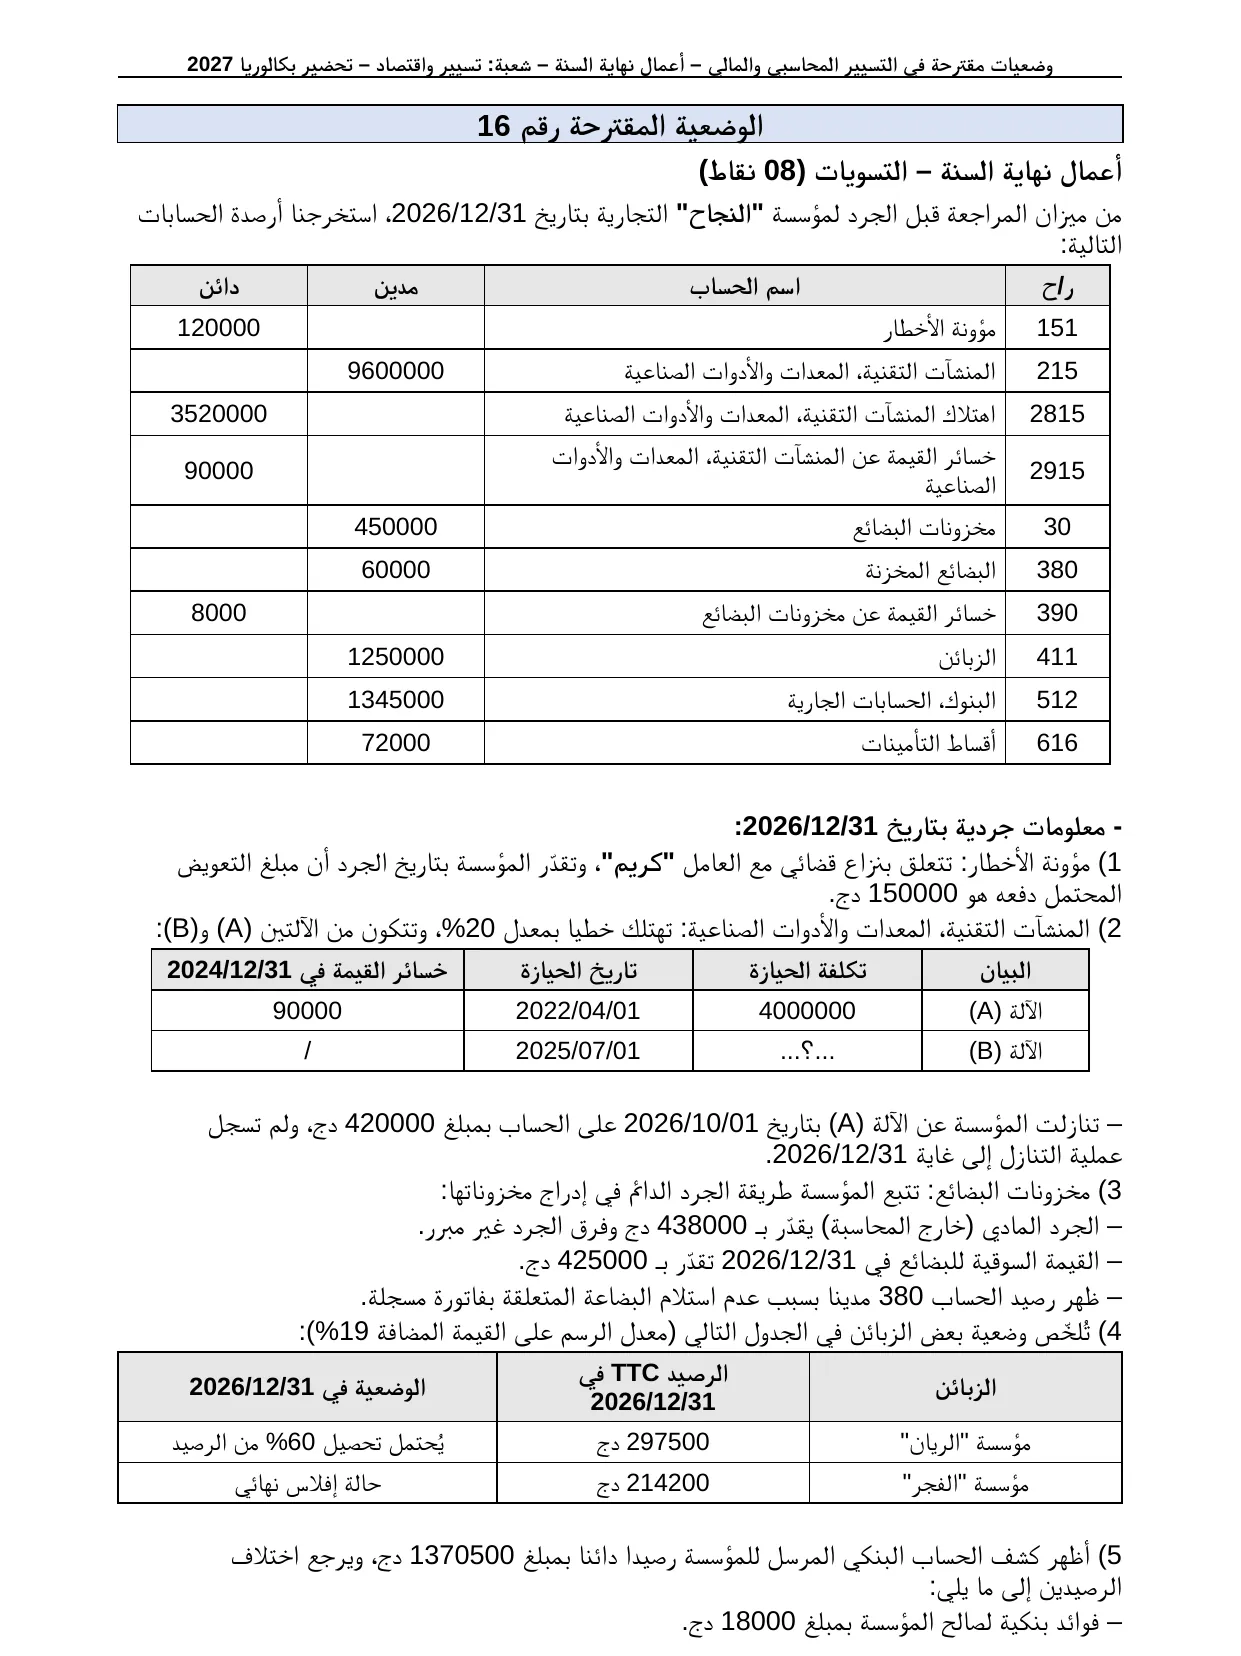 وضعيات مقترحة في التسيير المحاسبي والمالي – أعمال نهاية السنة – شعبة: تسيير واقتصاد – تحضير بكالوريا 2027
الوضعية المقترحة رقم 16
أعمال نهاية السنة – التسويات (08 نقاط)
من ميزان المراجعة قبل الجرد لمؤسسة "النجاح" التجارية بتاريخ 2026/12/31، استخرجنا أرصدة الحسابات
التالية:
ر/ح اسم الحساب مدين دائن
151 مؤونة الأخطار 120000
215 المنشآت التقنية، المعدات والأدوات الصناعية 9600000
2815 اهتلاك المنشآت التقنية، المعدات والأدوات الصناعية 3520000
2915 خسائر القيمة عن المنشآت التقنية، المعدات والأدوات 90000
الصناعية
30 مخزونات البضائع 450000
380 البضائع المخزنة 60000
390 خسائر القيمة عن مخزونات البضائع 8000
411 الزبائن 1250000
512 البنوك، الحسابات الجارية 1345000
616 أقساط التأمينات 72000
- معلومات جردية بتاريخ 2026/12/31:
1) مؤونة الأخطار: تتعلق بنزاع قضائي مع العامل "كريم"، وتقدّر المؤسسة بتاريخ الجرد أن مبلغ التعويض
المحتمل دفعه هو 150000 دج.
2) المنشآت التقنية، المعدات والأدوات الصناعية: تهتلك خطيا بمعدل 20%، وتتكون من الآلتين (A) و(B):
البيان تكلفة الحيازة تاريخ الحيازة خسائر القيمة في 2024/12/31
الآلة (A) 4000000 2022/04/01 90000
الآلة (B) ...؟... 2025/07/01 /
– تنازلت المؤسسة عن الآلة (A) بتاريخ 2026/10/01 على الحساب بمبلغ 420000 دج، ولم تسجل
عملية التنازل إلى غاية 2026/12/31.
3) مخزونات البضائع: تتبع المؤسسة طريقة الجرد الدائم في إدراج مخزوناتها:
– الجرد المادي (خارج المحاسبة) يقدّر بـ 438000 دج وفرق الجرد غير مبرر.
– القيمة السوقية للبضائع في 2026/12/31 تقدّر بـ 425000 دج.
– ظهر رصيد الحساب 380 مدينا بسبب عدم استلام البضاعة المتعلقة بفاتورة مسجلة.
4) تُلخّص وضعية بعض الزبائن في الجدول التالي (معدل الرسم على القيمة المضافة 19%):
الزبائن الرصيد TTC في الوضعية في 2026/12/31
2026/12/31
مؤسسة "الريان" 297500 دج يُحتمل تحصيل 60% من الرصيد
مؤسسة "الفجر" 214200 دج حالة إفلاس نهائي
5) أظهر كشف الحساب البنكي المرسل للمؤسسة رصيدا دائنا بمبلغ 1370500 دج، ويرجع اختلاف
الرصيدين إلى ما يلي:
– فوائد بنكية لصالح المؤسسة بمبلغ 18000 دج.